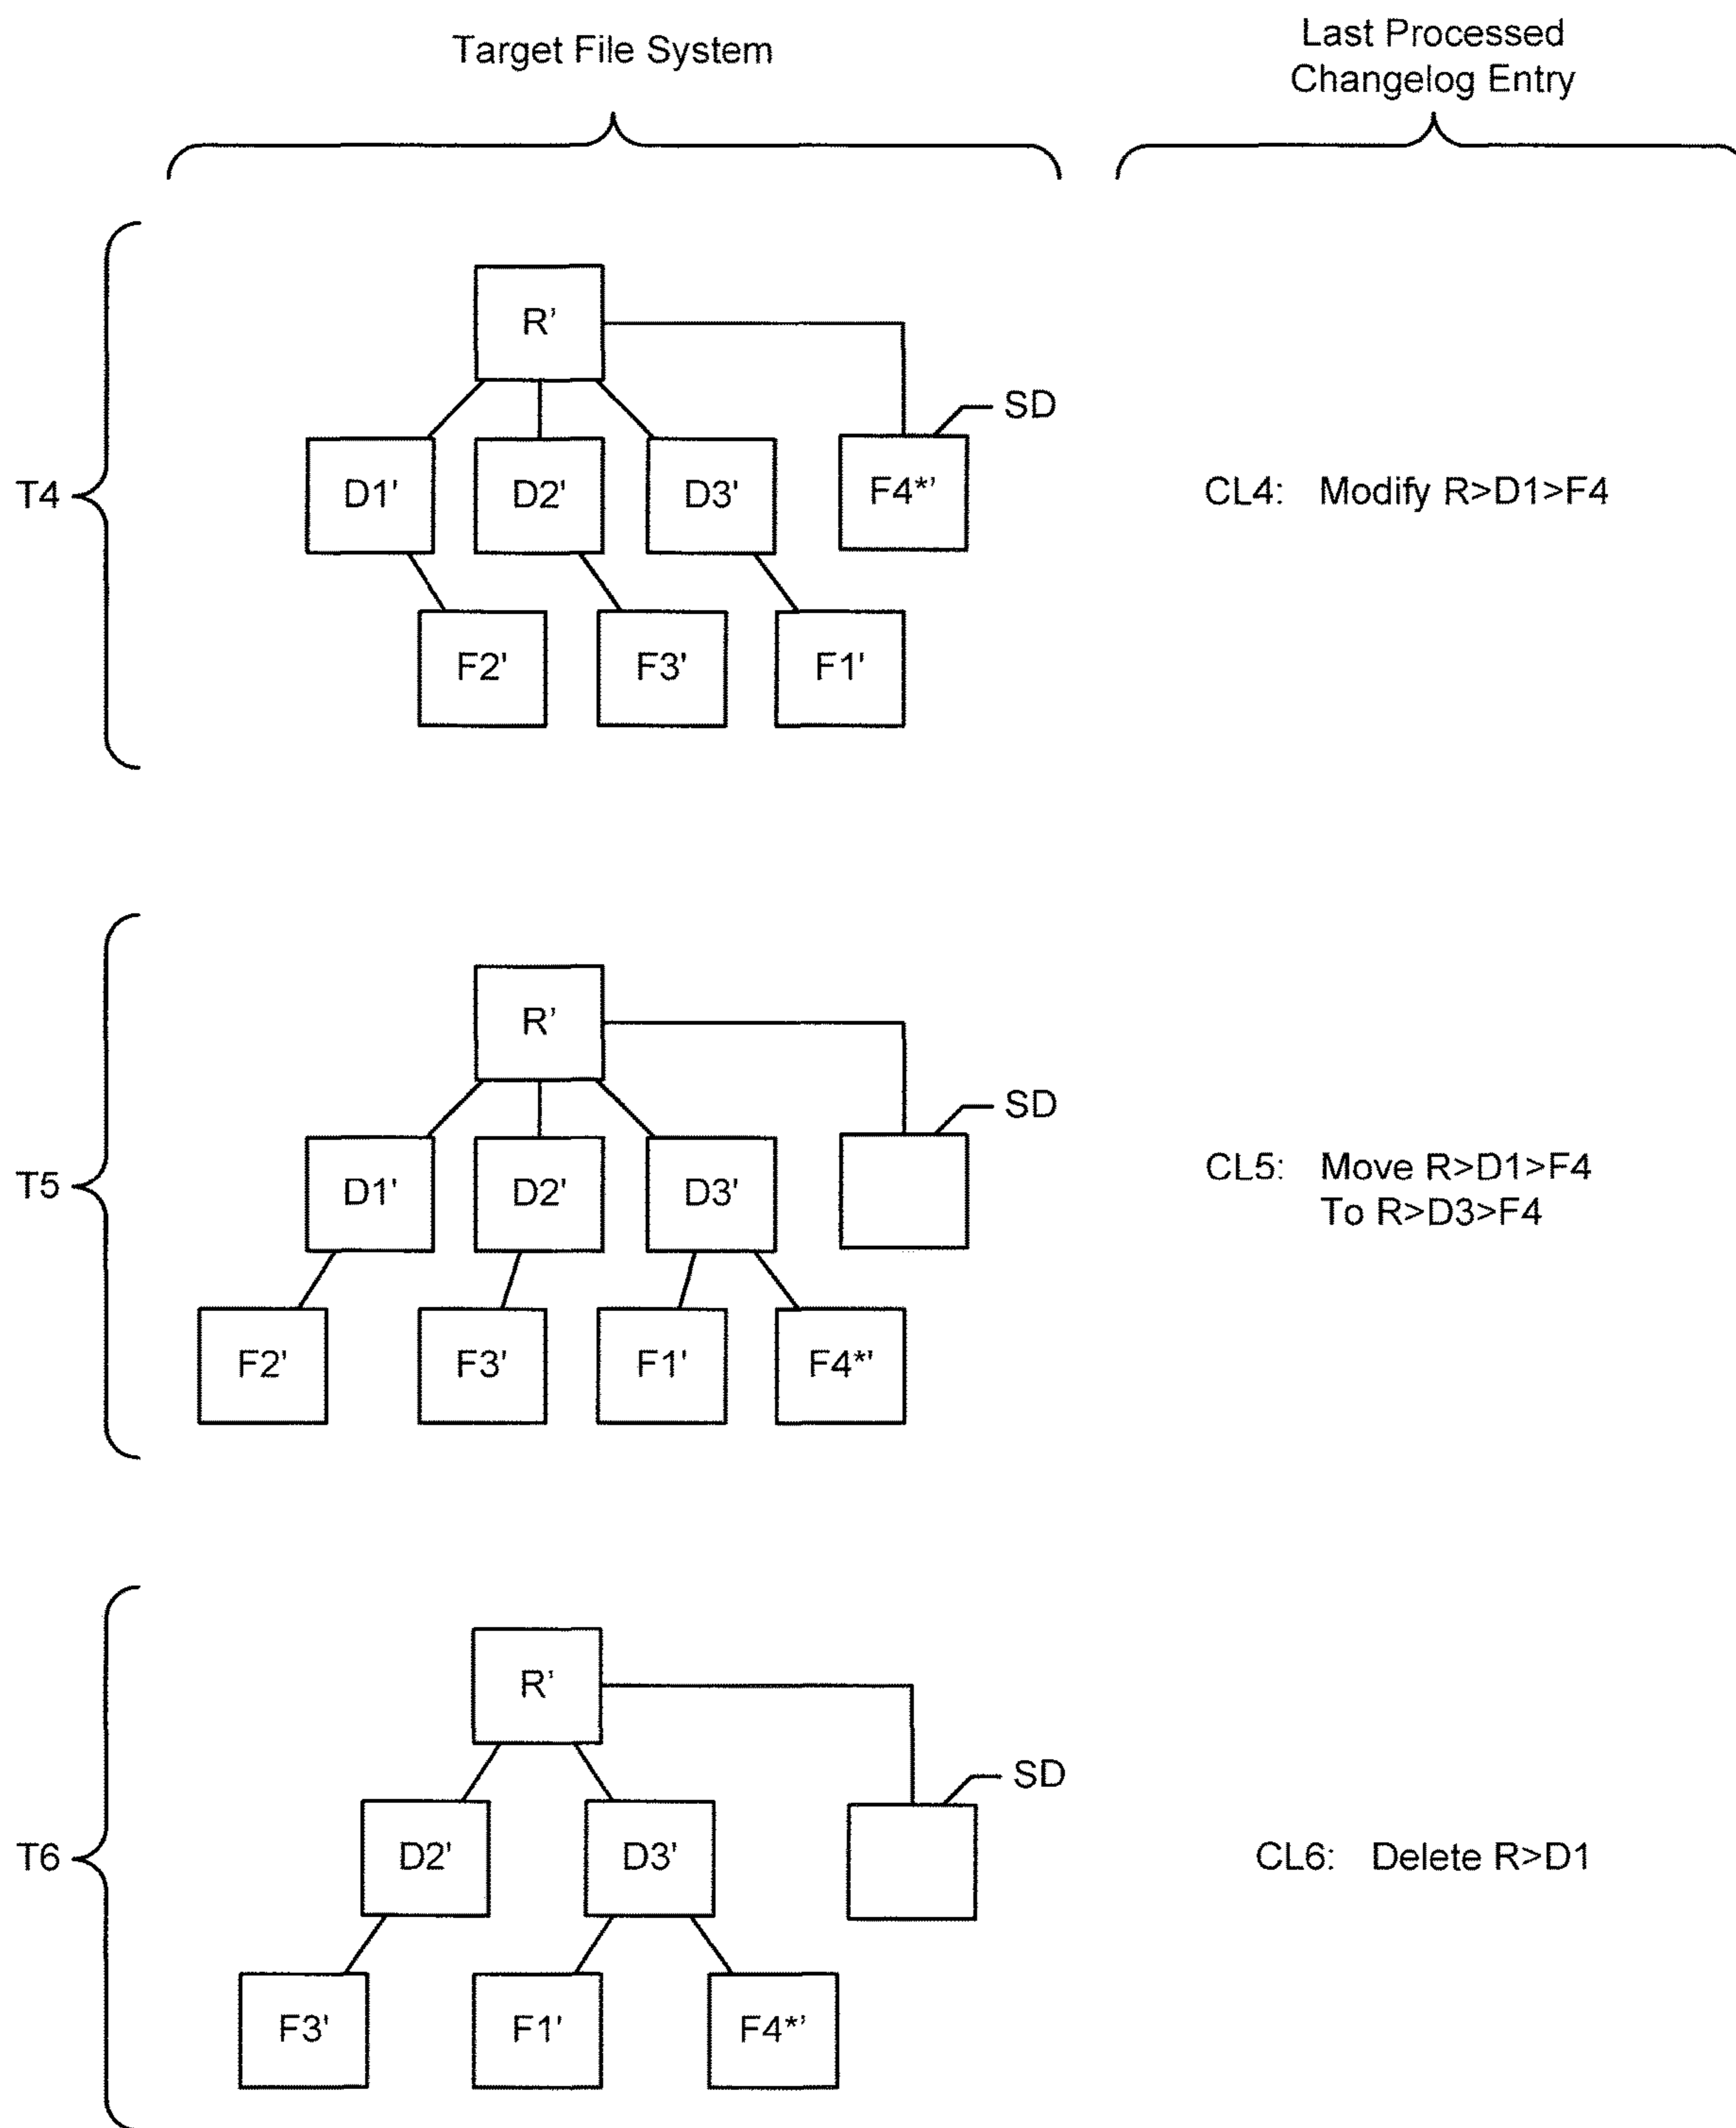 Target File System
Last Processed
Changelog Entry
R’
SD
T4
D1'
D2'
D3'
F4*’
CL4: Modify R>D1>F4
F2'
F3'
F1'
R’
SD
T5
D1'
D2'
D3'
CL5: Move R>D1>F4
To R>D3>F4
F2'
F3'
F1'
F4*’
R’
SD
T6
D2'
D3'
CL6: Delete R>D1
F3'
F1'
F4*’